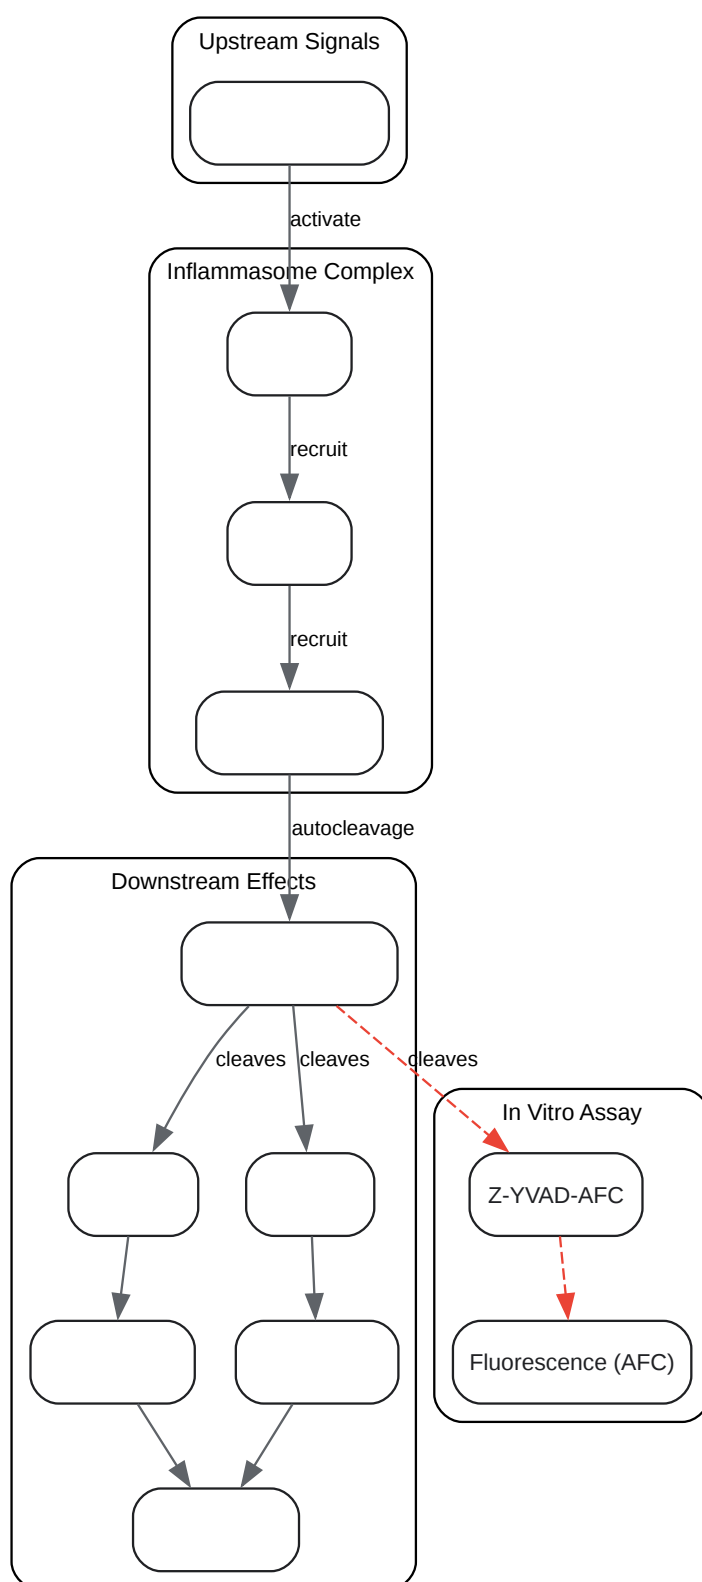 Upstream Signals
activate
Inflammasome Complex
recruit
recruit
autocleavage
Downstream Effects
cleaves
cleaves
cleaves
In Vitro Assay
Z-YVAD-AFC
Fluorescence (AFC)